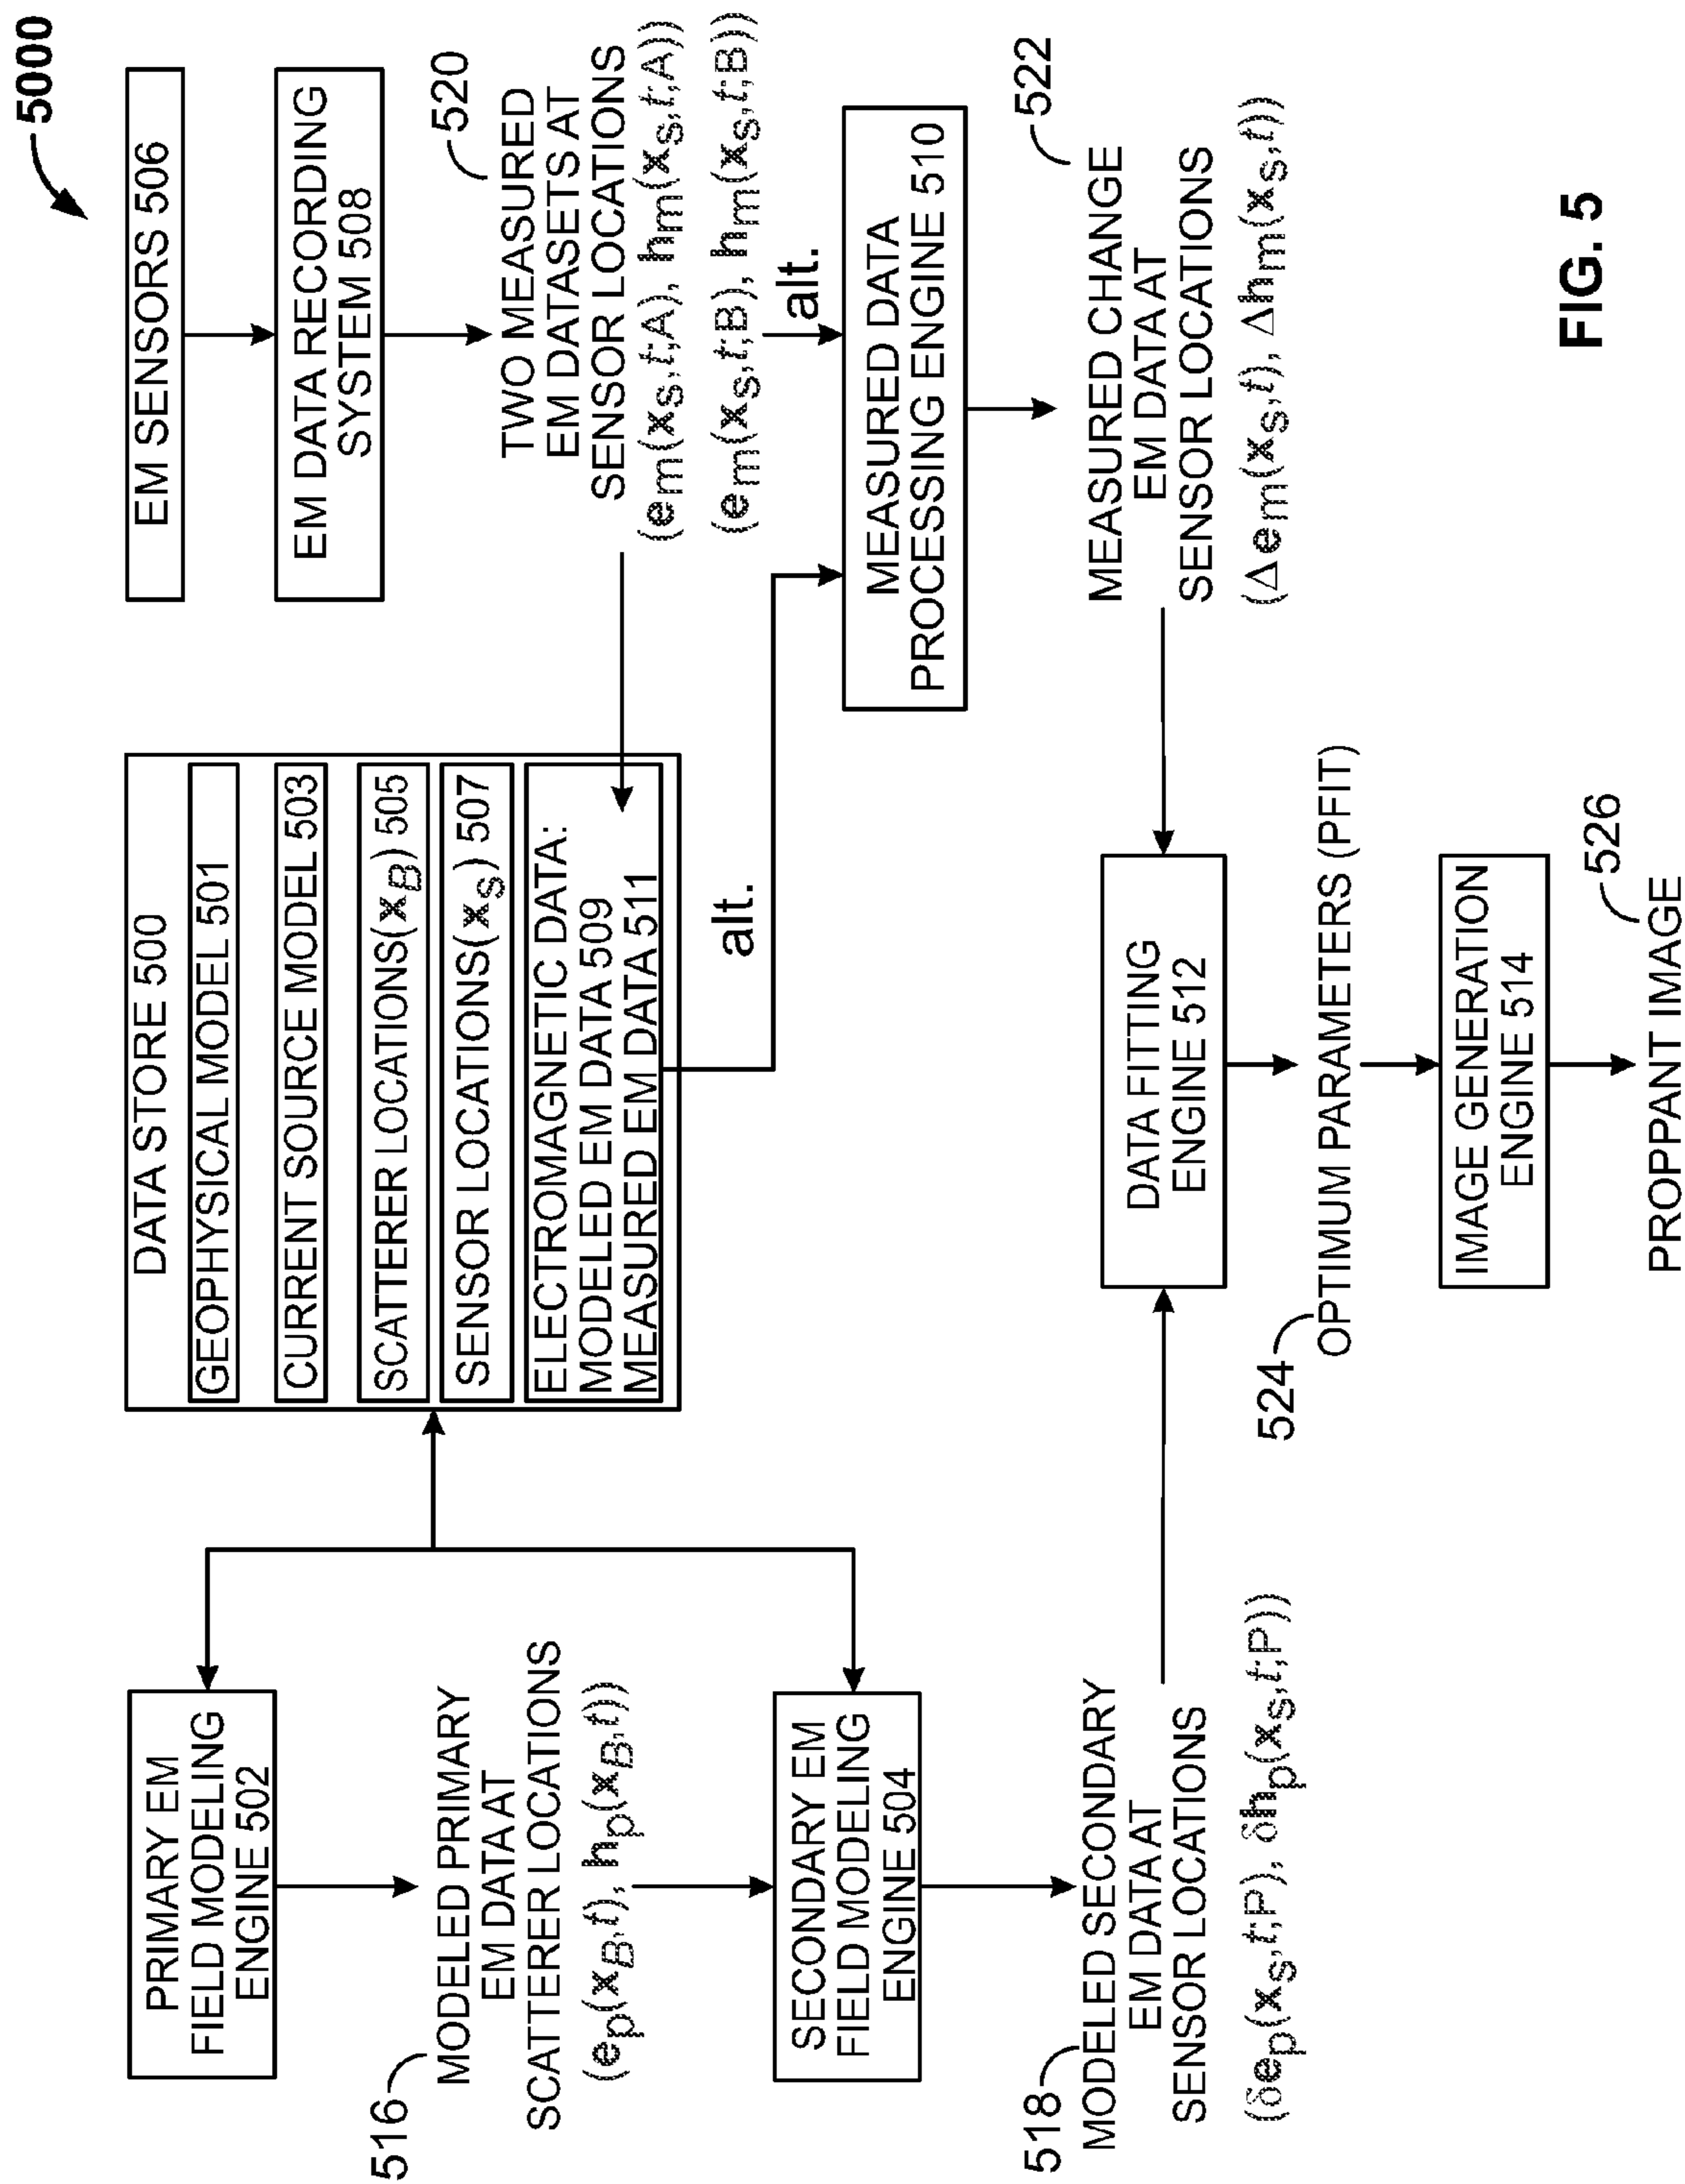 5000
PRIMARY EM
FIELD MODELING
ENGINE 502
516
MODELED PRIMARY
EM DATA AT
SCATTERER LOCATIONS
(eₚ(x_B,t), hₚ(x_B,t))
SECONDARY EM
FIELD MODELING
ENGINE 504
518
MODELED SECONDARY
EM DATA AT
SENSOR LOCATIONS
(δeₚ(xₛ,t;P), δhₚ(xₛ,t;P))
DATA STORE 500
GEOPHYSICAL MODEL 501
CURRENT SOURCE MODEL 503
SCATTERER LOCATIONS(x_B) 505
SENSOR LOCATIONS(xₛ) 507
ELECTROMAGNETIC DATA:
MODELED EM DATA 509
MEASURED EM DATA 511
alt.
EM SENSORS 506
EM DATA RECORDING
SYSTEM 508
520
TWO MEASURED
EM DATASETS AT
SENSOR LOCATIONS
(eₘ(xₛ,t;A), hₘ(xₛ,t;A))
(eₘ(xₛ,t;B), hₘ(xₛ,t;B))
alt.
MEASURED DATA
PROCESSING ENGINE 510
522
MEASURED CHANGE
EM DATA AT
SENSOR LOCATIONS
(Δeₘ(xₛ,t), Δhₘ(xₛ,t))
DATA FITTING
ENGINE 512
524
OPTIMUM PARAMETERS (PFIT)
IMAGE GENERATION
ENGINE 514
526
PROPPANT IMAGE
FIG. 5